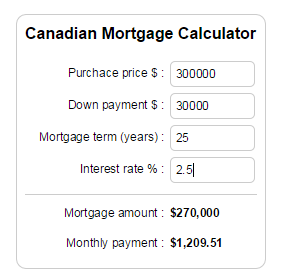 Canadian Mortgage Calculator
Purchace price $ : 300000
Down payment $ : 30000
Mortgage term (years) : 25
Interest rate % : 2.5
Mortgage amount : $270,000
Monthly payment : $1,209.51